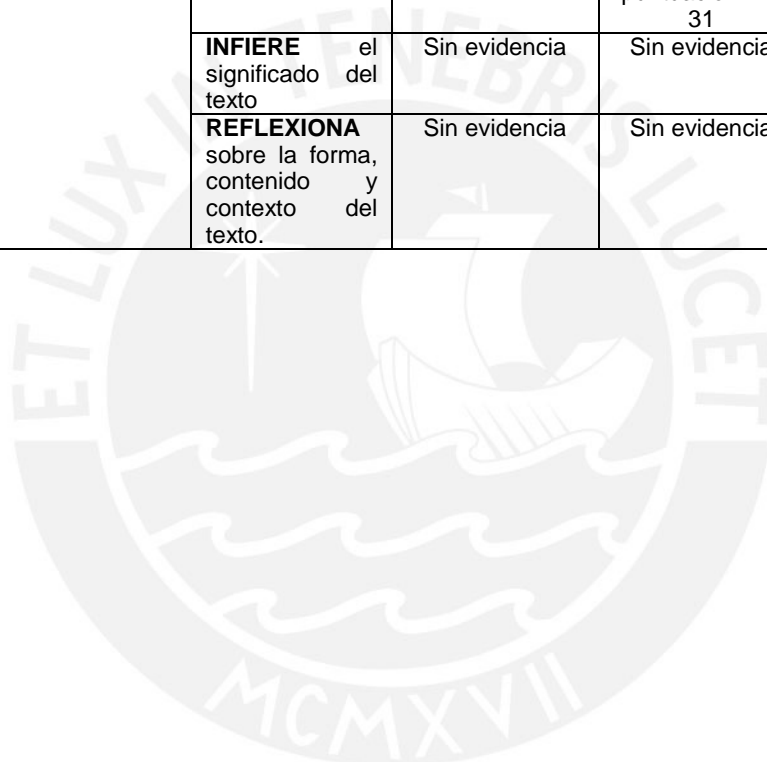 31
INFIERE el Sin evidencia Sin evidencia
significado del
texto
REFLEXIONA Sin evidencia Sin evidencia
sobre la forma,
contenido y
contexto del
texto.
ET LUX IN TENEBRIS LUCET
MCMXVII